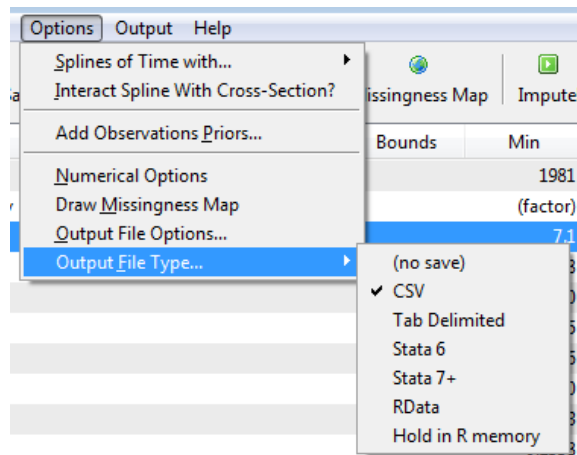 Options Output Help
Splines of Time with...
Interact Spline With Cross-Section?
Add Observations Priors...
Numerical Options
Draw Missingness Map
Output File Options...
Output File Type...
issingness Map Impute
Bounds Min
1981
(factor)
7.1
(no save)
CSV
Tab Delimited
Stata 6
Stata 7+
RData
Hold in R memory